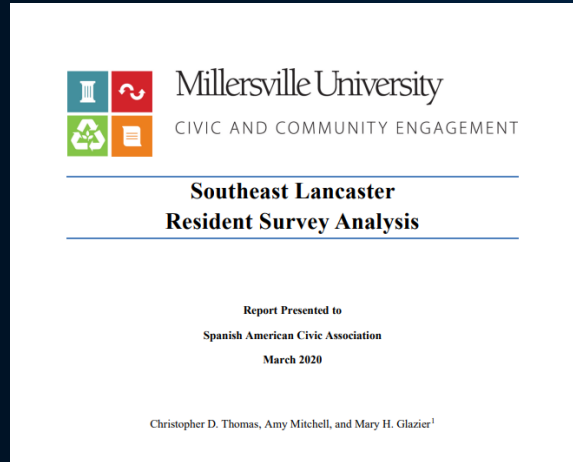 Millersville University
CIVIC AND COMMUNITY ENGAGEMENT
Southeast Lancaster
Resident Survey Analysis
Report Presented to
Spanish American Civic Association
March 2020
Christopher D. Thomas, Amy Mitchell, and Mary H. Glazier¹